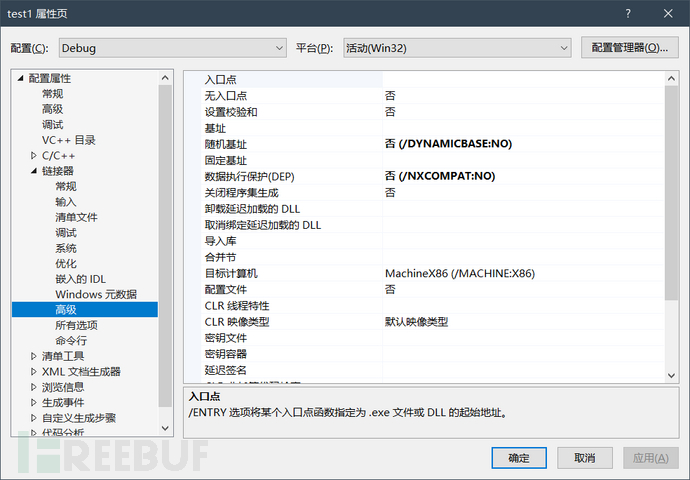 test1 属性页
配置(C): Debug 平台(P): 活动(Win32) 配置管理器(O)...
配置属性
常规
高级
调试
VC++ 目录
C/C++
链接器
常规
输入
清单文件
调试
系统
优化
嵌入的 IDL
Windows 元数据
高级
所有选项
命令行
清单工具
XML 文档生成器
浏览信息
生成事件
自定义生成步骤
代码分析
入口点
无入口点 否
设置校验和 否
基址
随机基址 否 (/DYNAMICBASE:NO)
固定基址
数据执行保护(DEP) 否 (/NXCOMPAT:NO)
关闭程序集生成 否
卸载延迟加载的 DLL
取消绑定延迟加载的 DLL
导入库
合并节
目标计算机 MachineX86 (/MACHINE:X86)
配置文件 否
CLR 线程特性
CLR 映像类型 默认映像类型
密钥文件
密钥容器
延迟签名
入口点
/ENTRY 选项将某个入口点函数指定为 .exe 文件或 DLL 的起始地址。
确定 取消 应用(A)
FREEBUF